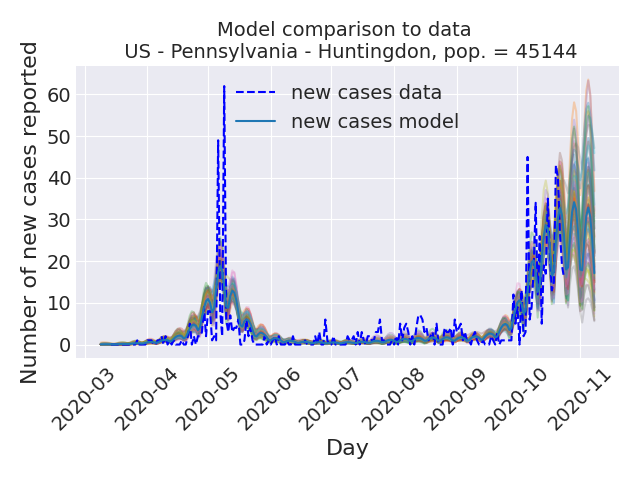 Model comparison to data
US - Pennsylvania - Huntingdon, pop. = 45144
Number of new cases reported
60
50
40
30
20
10
0
new cases data
new cases model
2020-03
2020-04
2020-05
2020-06
2020-07
2020-08
2020-09
2020-10
2020-11
Day